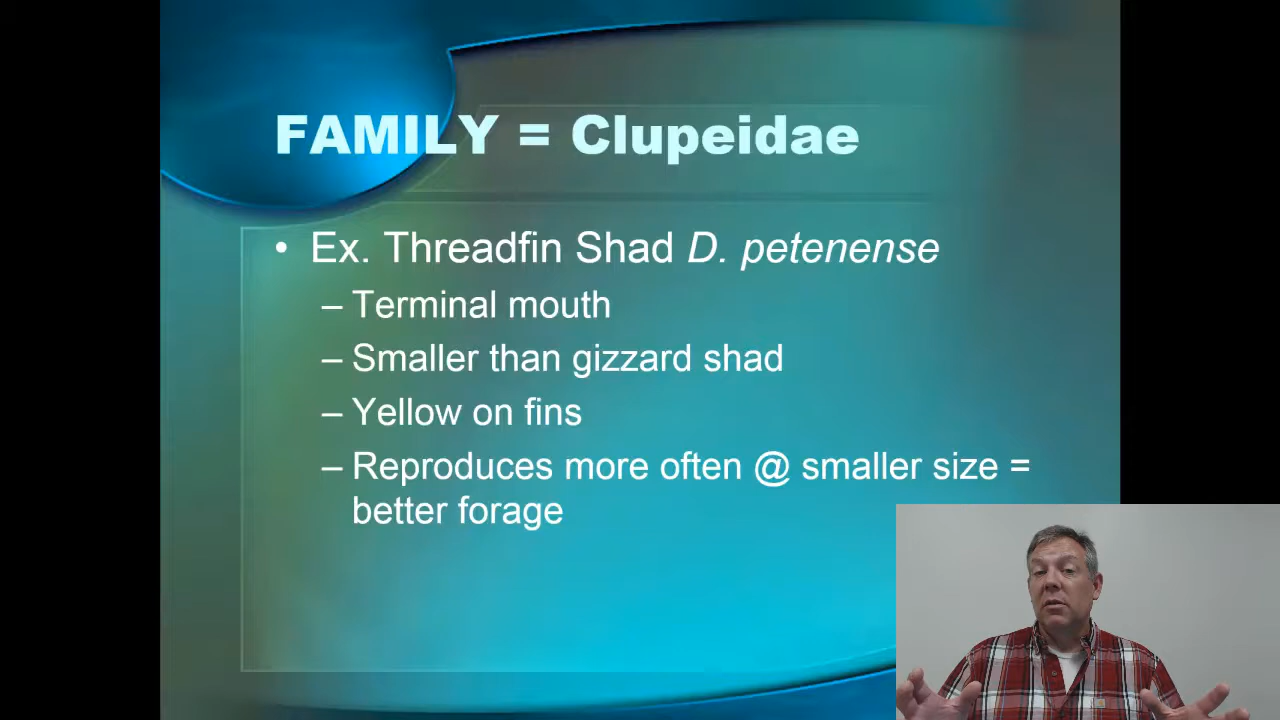 FAMILY = Clupeidae
• Ex. Threadfin Shad D. petenense
– Terminal mouth
– Smaller than gizzard shad
– Yellow on fins
– Reproduces more often @ smaller size =
better forage